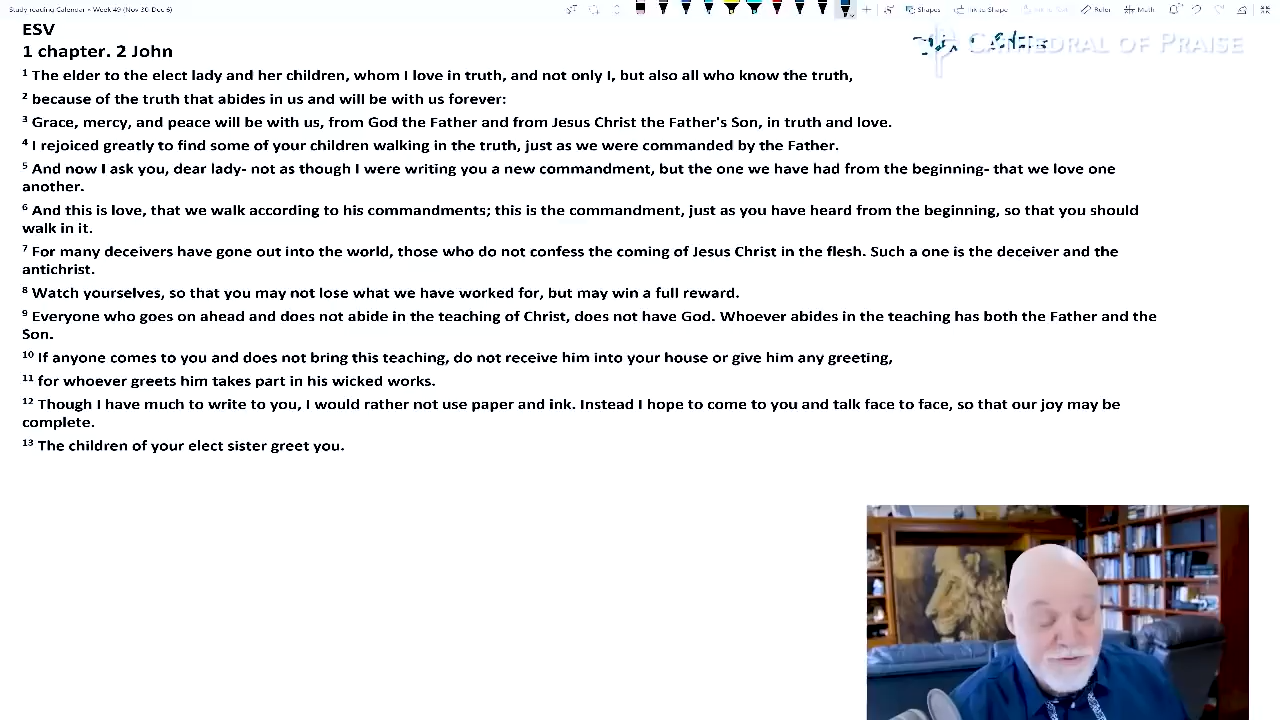 Study reading Calendar • Week 49 (Nov 30-Dec 6)
Shapes
Ink to Shape
Ruler
Math
CATHEDRAL OF PRAISE
ESV
1 chapter. 2 John
1 The elder to the elect lady and her children, whom I love in truth, and not only I, but also all who know the truth,
2 because of the truth that abides in us and will be with us forever:
3 Grace, mercy, and peace will be with us, from God the Father and from Jesus Christ the Father's Son, in truth and love.
4 I rejoiced greatly to find some of your children walking in the truth, just as we were commanded by the Father.
5 And now I ask you, dear lady- not as though I were writing you a new commandment, but the one we have had from the beginning- that we love one
another.
6 And this is love, that we walk according to his commandments; this is the commandment, just as you have heard from the beginning, so that you should
walk in it.
7 For many deceivers have gone out into the world, those who do not confess the coming of Jesus Christ in the flesh. Such a one is the deceiver and the
antichrist.
8 Watch yourselves, so that you may not lose what we have worked for, but may win a full reward.
9 Everyone who goes on ahead and does not abide in the teaching of Christ, does not have God. Whoever abides in the teaching has both the Father and the
Son.
10 If anyone comes to you and does not bring this teaching, do not receive him into your house or give him any greeting,
11 for whoever greets him takes part in his wicked works.
12 Though I have much to write to you, I would rather not use paper and ink. Instead I hope to come to you and talk face to face, so that our joy may be
complete.
13 The children of your elect sister greet you.